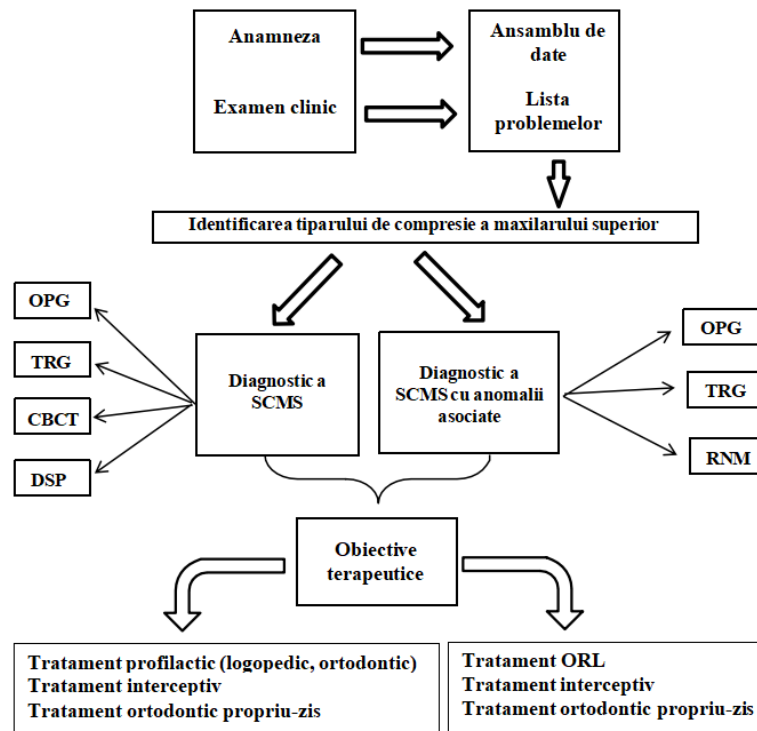 Anamneza
Examen clinic
Ansamblu de
date
Lista
problemelor
Identificarea tiparului de compresie a maxilarului superior
OPG
TRG
CBCT
DSP
Diagnostic a
SCMS
Diagnostic a
SCMS cu anomalii
asociate
OPG
TRG
RNM
Obiective
terapeutice
Tratament profilactic (logopedic, ortodontic)
Tratament interceptiv
Tratament ortodontic propriu-zis
Tratament ORL
Tratament interceptiv
Tratament ortodontic propriu-zis